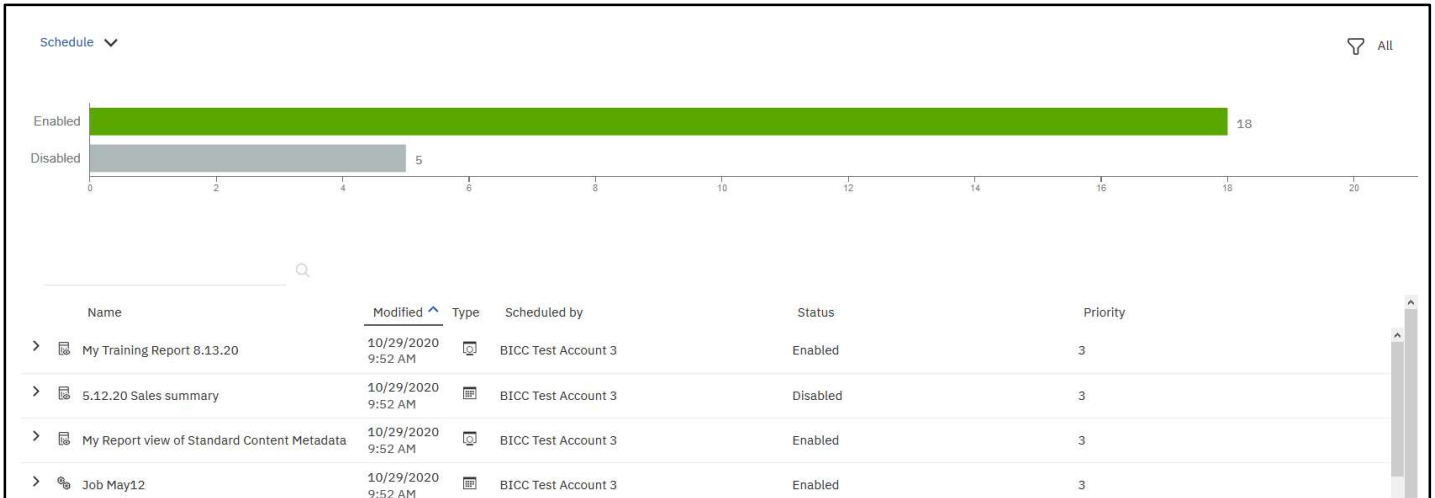 Schedule
All
Enabled
18
Disabled
5
0 2 4 6 8 10 12 14 16 18 20
Name Modified Type Scheduled by Status Priority
My Training Report 8.13.20 10/29/2020 BICC Test Account 3 Enabled 3
9:52 AM
5.12.20 Sales summary 10/29/2020 BICC Test Account 3 Disabled 3
9:52 AM
My Report view of Standard Content Metadata 10/29/2020 BICC Test Account 3 Enabled 3
9:52 AM
Job May12 10/29/2020 BICC Test Account 3 Enabled 3
9:52 AM